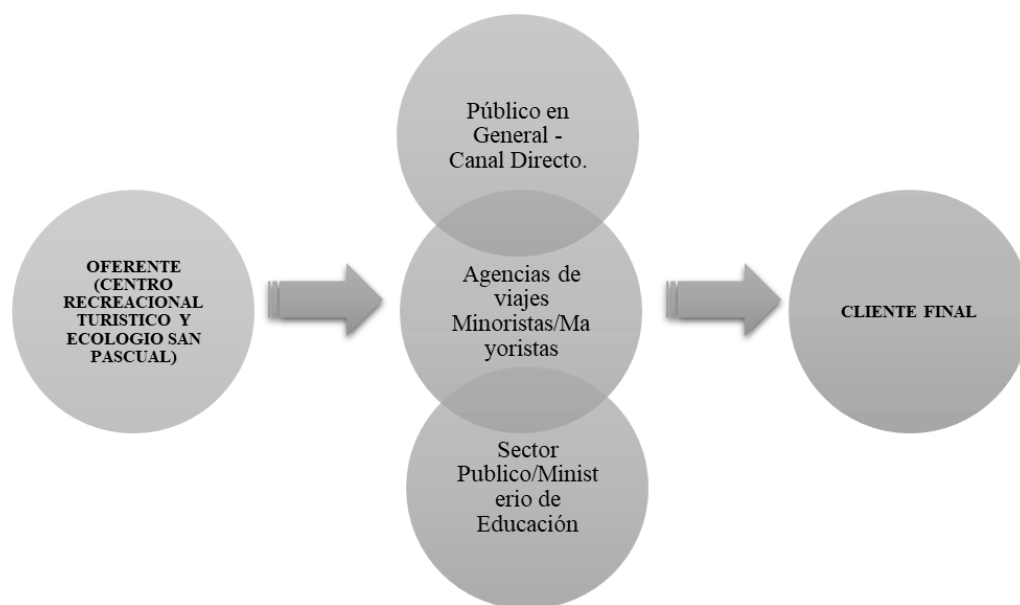 OFERENTE
(CENTRO
RECREACIONAL
TURISTICO Y
ECOLOGIO SAN
PASCUAL)
Público en
General -
Canal Directo.
Agencias de
viajes
Minoristas/Ma
yoristas
Sector
Publico/Minist
erio de
Educación
CLIENTE FINAL